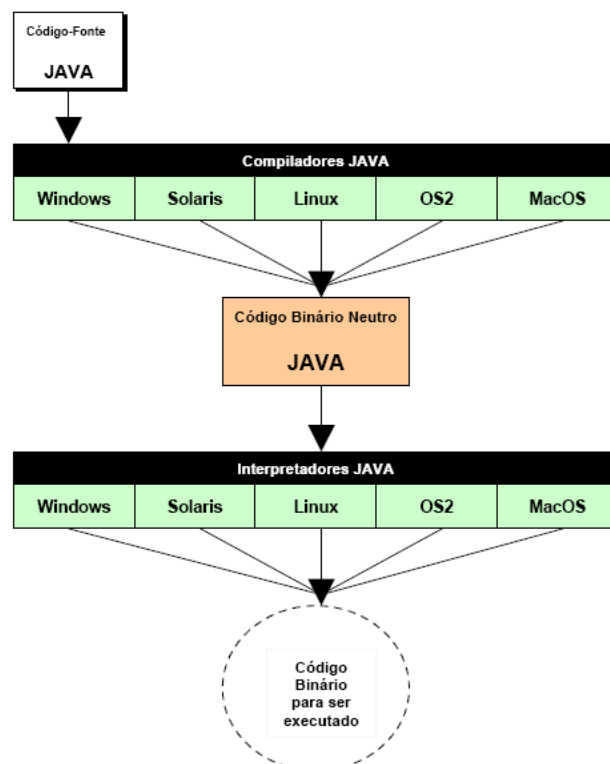 Código-Fonte
JAVA
Compiladores JAVA
Windows Solaris Linux OS2 MacOS
Código Binário Neutro
JAVA
Interpretadores JAVA
Windows Solaris Linux OS2 MacOS
Código
Binário
para ser
executado